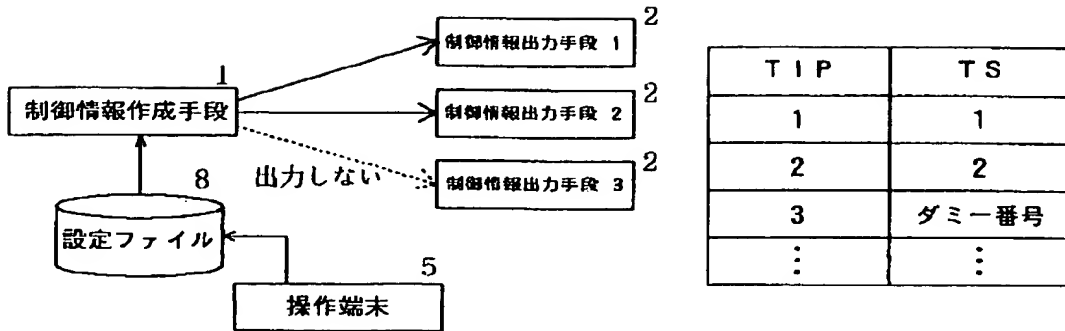 2
制御情報出力手段 1
1
制御情報作成手段
2
制御情報出力手段 2
2
制御情報出力手段 3
出力しない
8
設定ファイル
5
操作端末
TIP TS
1 1
2 2
3 ダミー番号
⋮ ⋮